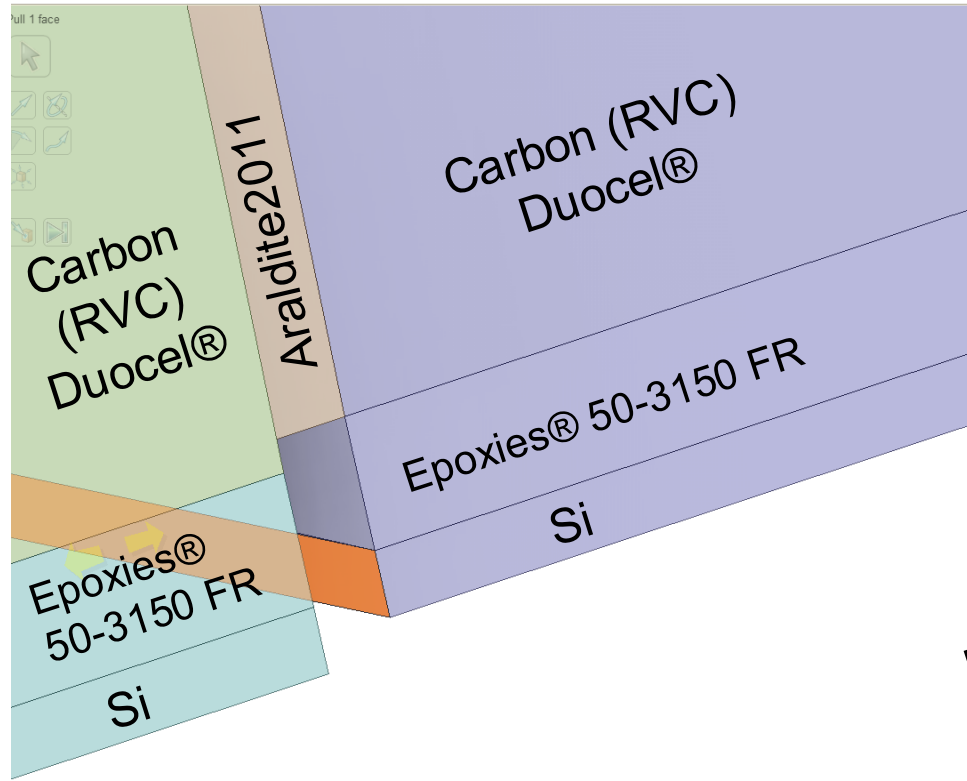 Pull 1 face
Carbon
(RVC)
Duocel®
Araldite2011
Carbon (RVC)
Duocel®
Epoxies® 50-3150 FR
Si
Epoxies®
50-3150 FR
Si